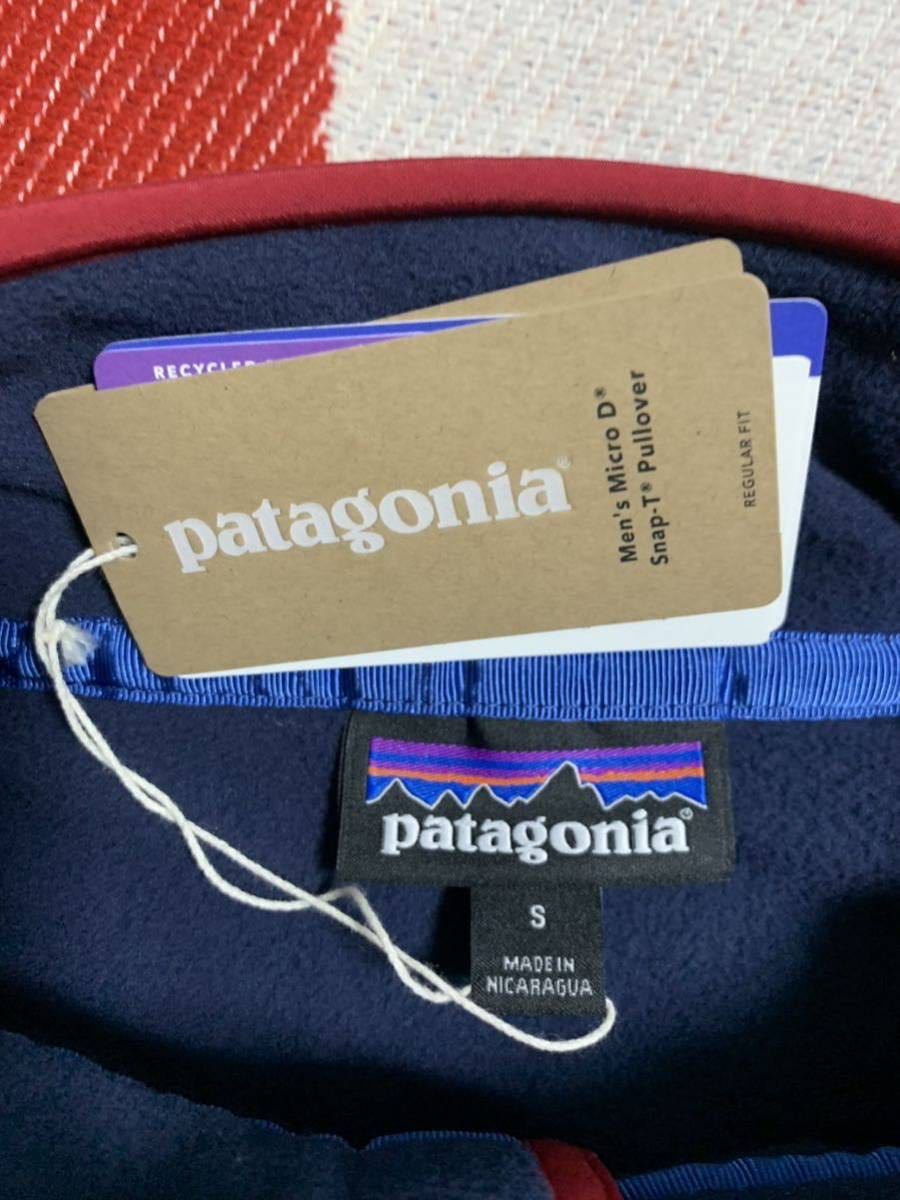 RECYCLED
patagonia®
Men's Micro D®
Snap-T® Pullover
REGULAR FIT
patagonia®
S
MADE IN
NICARAGUA